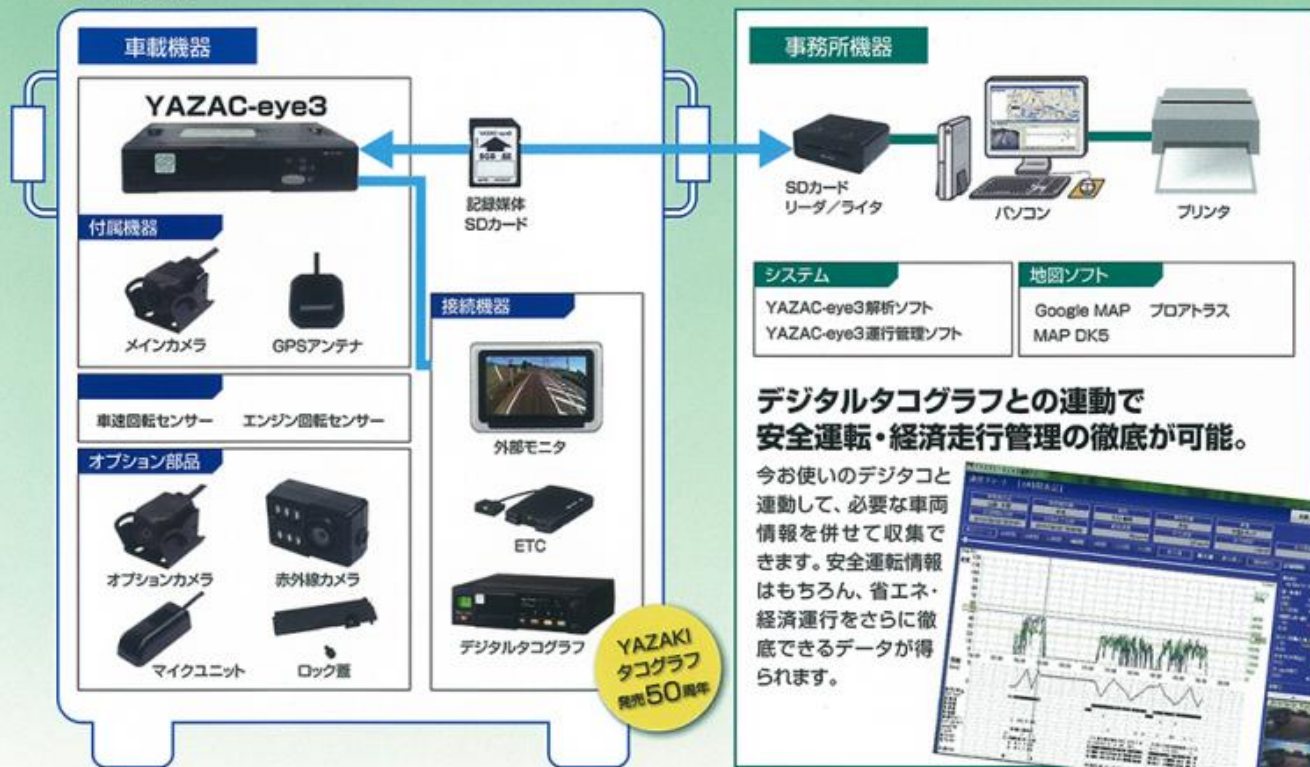 車載機器
YAZAC-eye3
記録媒体
SDカード
付属機器
メインカメラ
GPSアンテナ
車速回転センサー
エンジン回転センサー
オプション部品
オプションカメラ
赤外線カメラ
マイクユニット
ロック蓋
接続機器
外部モニタ
ETC
デジタルタコグラフ
YAZAKI
タコグラフ
発売50周年
事務所機器
SDカード
リーダ/ライタ
パソコン
プリンタ
システム
YAZAC-eye3解析ソフト
YAZAC-eye3運行管理ソフト
地図ソフト
Google MAP プロアトラス
MAP DK5
デジタルタコグラフとの連動で
安全運転・経済走行管理の徹底が可能。
今お使いのデジタコと
連動して、必要な車両
情報を併せて収集で
きます。安全運転情報
はもちろん、省エネ・
経済運行をさらに徹
底できるデータが得
られます。